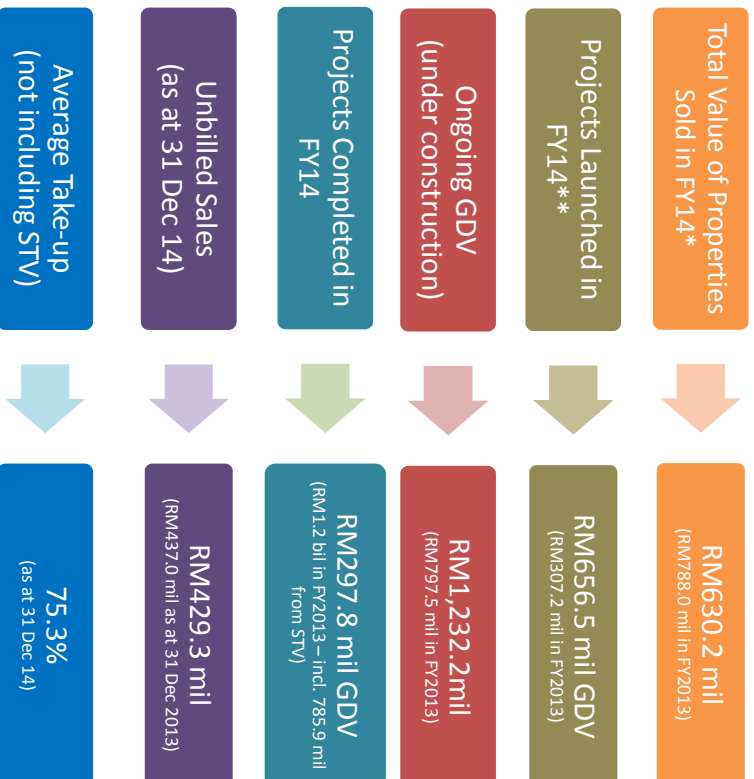 Total Value of Properties
Sold in FY14*
RM630.2 mil
(RM788.0 mil in FY2013)
Projects Launched in
FY14**
RM656.5 mil GDV
(RM307.2 mil in FY2013)
Ongoing GDV
(under construction)
RM1,232.2mil
(RM797.5 mil in FY2013)
Projects Completed in
FY14
RM297.8 mil GDV
(RM1.2 bil in FY2013 – incl. 785.9 mil
from STV)
Unbilled Sales
(as at 31 Dec 14)
RM429.3 mil
(RM437.0 mil as at 31 Dec 2013)
Average Take-up
(not including STV)
75.3%
(as at 31 Dec 14)